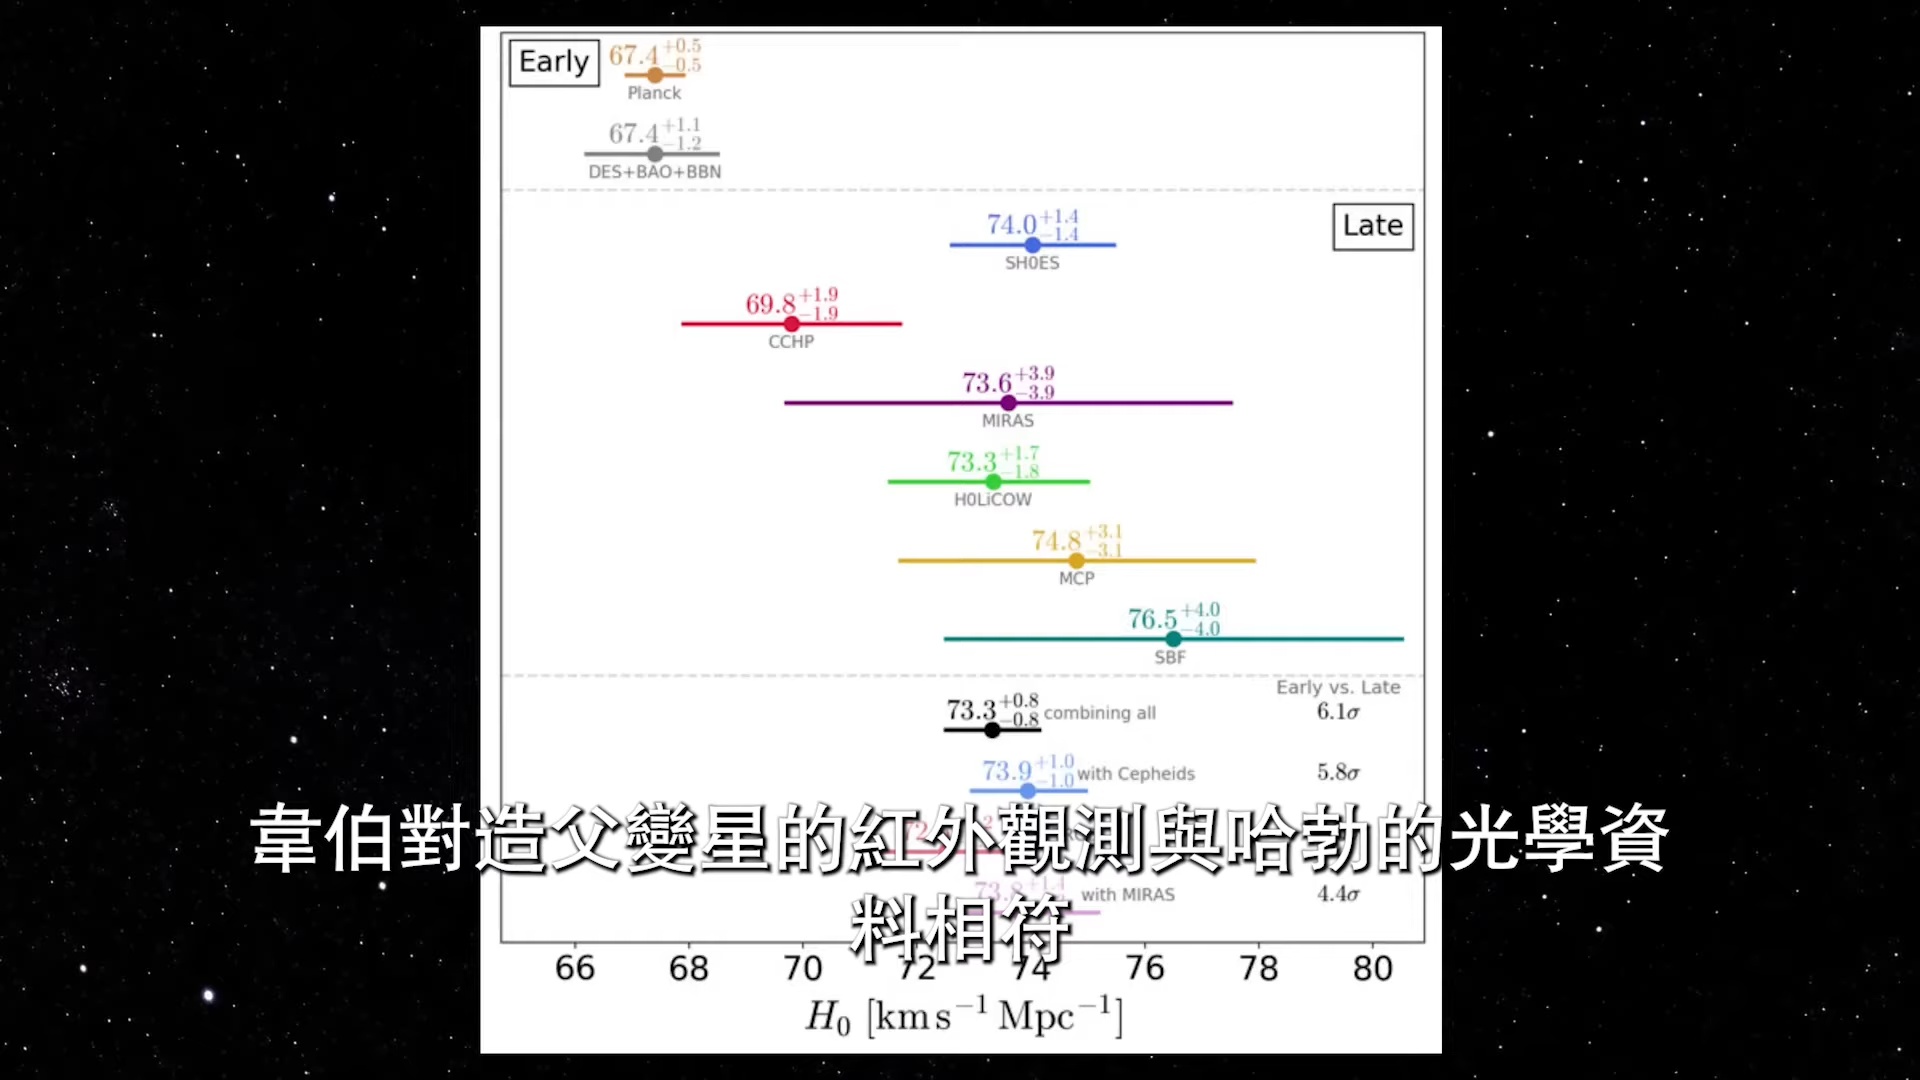 Early
67.4 +0.5 −0.5
Planck
67.4 +1.1 −1.2
DES+BAO+BBN
Late
74.0 +1.4 −1.4
SH0ES
69.8 +1.9 −1.9
CCHP
73.6 +3.9 −3.9
MIRAS
73.3 +1.7 −1.8
H0LiCOW
74.8 +3.1 −3.1
MCP
76.5 +4.0 −4.0
SBF
Early vs. Late
73.3 +0.8 −0.8 combining all 6.1σ
73.9 +1.0 −1.0 with Cepheids 5.8σ
韋伯對造父變星的紅外觀測與哈勃的光學資
料相符
with MIRAS 4.4σ
66 68 70 72 74 76 78 80
H₀ [km s⁻¹ Mpc⁻¹]